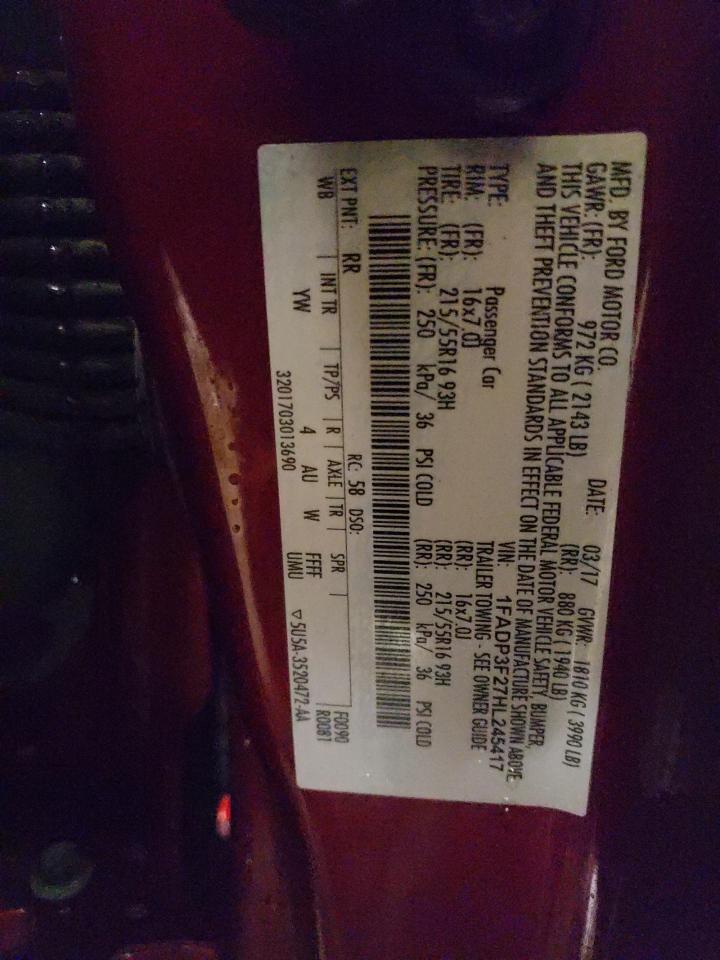 MFD. BY FORD MOTOR CO.
DATE: 03/17 GVWR: 1810 KG ( 3990 LB)
GAWR: (FR): 972 KG ( 2143 LB) (RR): 880 KG ( 1940 LB)
THIS VEHICLE CONFORMS TO ALL APPLICABLE FEDERAL MOTOR VEHICLE SAFETY, BUMPER,
AND THEFT PREVENTION STANDARDS IN EFFECT ON THE DATE OF MANUFACTURE SHOWN ABOVE.
VIN: 1FADP3F27HL245417
TYPE: Passenger Car TRAILER TOWING - SEE OWNER GUIDE
RIM: (FR): 16x7.0J (RR): 16x7.0J
TIRE: (FR): 215/55R16 93H (RR): 215/55R16 93H
PRESSURE: (FR): 250 kPa/ 36 PSI COLD (RR): 250 kPa/ 36 PSI COLD
EXT PNT: RR RC: 58 DSO: F0090
WB | INT TR | TP/PS | R | AXLE | TR | SPR | R0081
YW 4 AU W FFFF
3201703013690 UMU ▽5U5A-3520472-AA